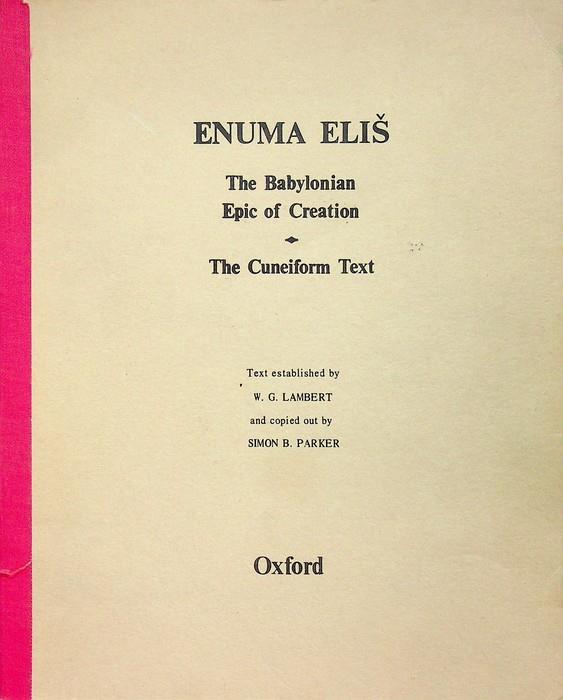 ENUMA ELIŠ
The Babylonian
Epic of Creation
The Cuneiform Text
Text established by
W. G. LAMBERT
and copied out by
SIMON B. PARKER
Oxford